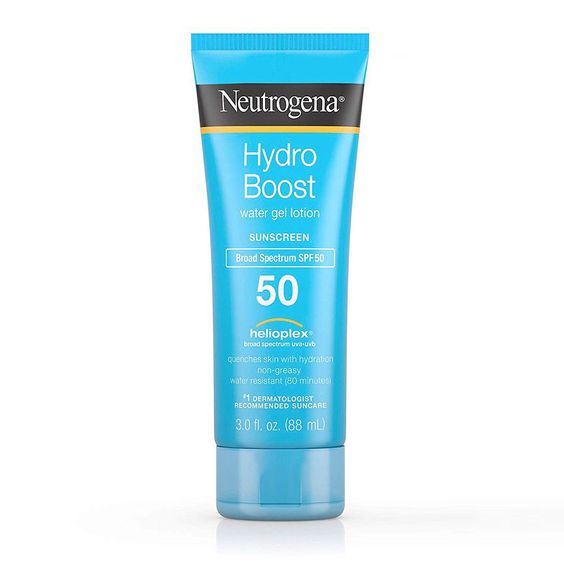 Neutrogena®
Hydro
Boost
water gel lotion
SUNSCREEN
Broad Spectrum SPF 50
50
helioplex®
broad spectrum uva•uvb
quenches skin with hydration
non-greasy
water resistant (80 minutes)
#1 DERMATOLOGIST
RECOMMENDED SUNCARE
3.0 fl. oz. (88 mL)